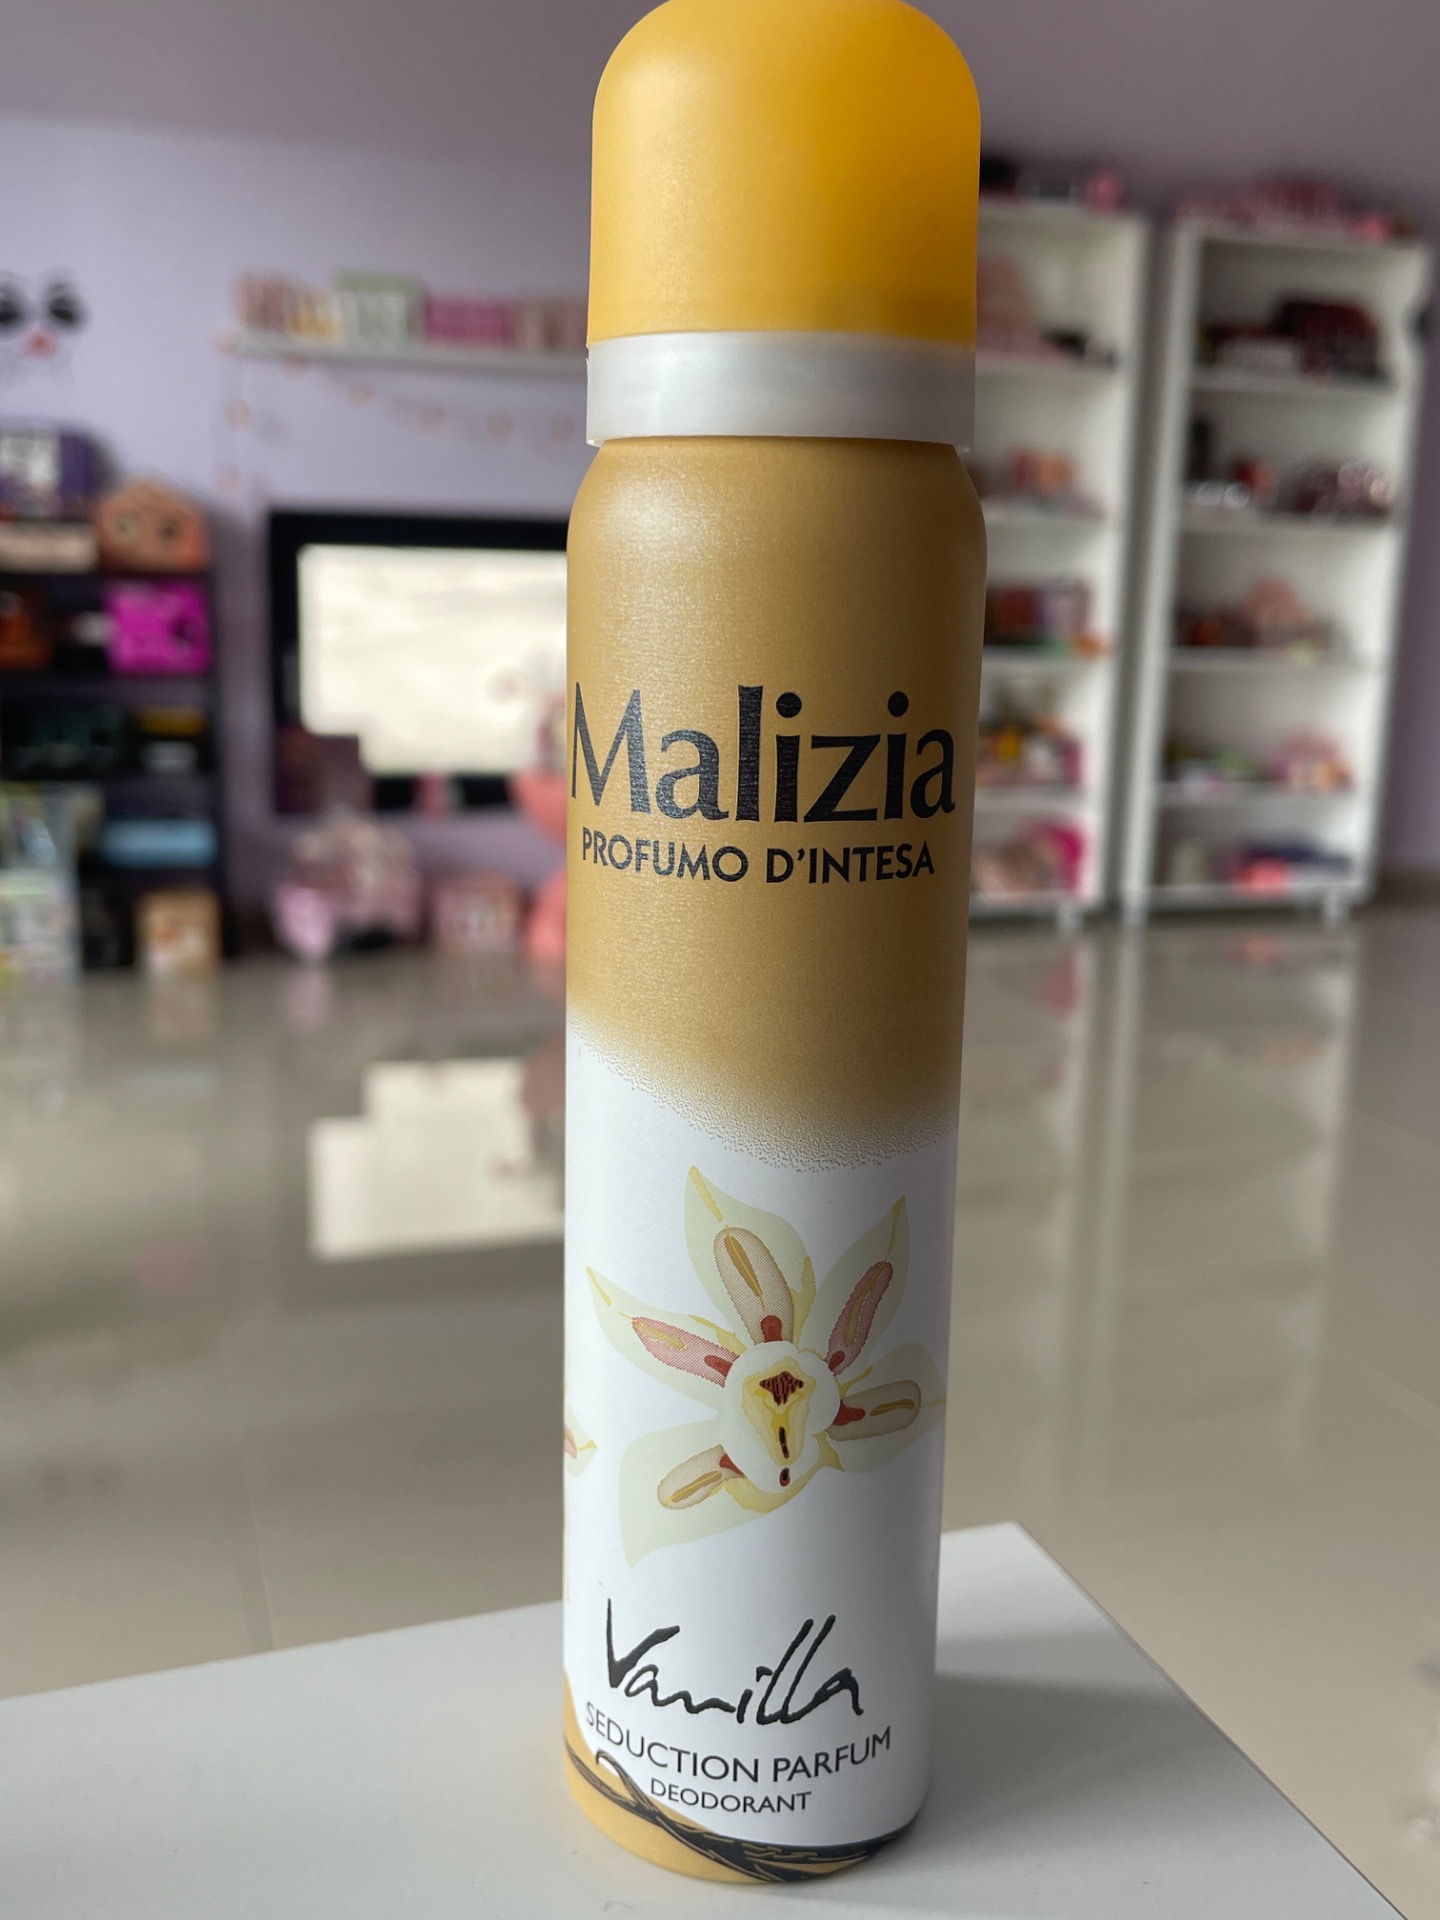 Malizia
PROFUMO D'INTESA
Vanilla
SEDUCTION PARFUM
DEODORANT